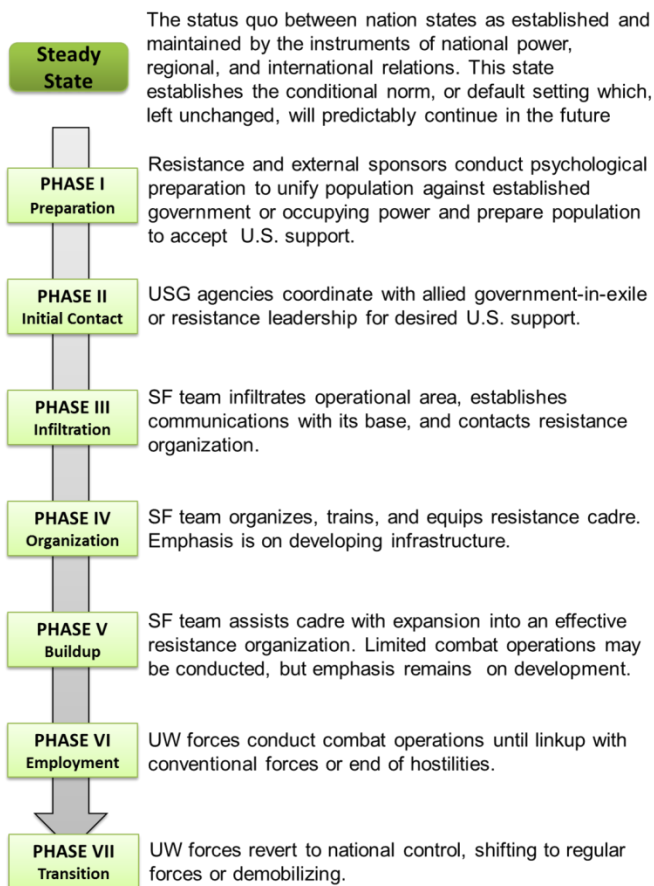 Steady
State
The status quo between nation states as established and
maintained by the instruments of national power,
regional, and international relations. This state
establishes the conditional norm, or default setting which,
left unchanged, will predictably continue in the future
PHASE I
Preparation
Resistance and external sponsors conduct psychological
preparation to unify population against established
government or occupying power and prepare population
to accept U.S. support.
PHASE II
Initial Contact
USG agencies coordinate with allied government-in-exile
or resistance leadership for desired U.S. support.
PHASE III
Infiltration
SF team infiltrates operational area, establishes
communications with its base, and contacts resistance
organization.
PHASE IV
Organization
SF team organizes, trains, and equips resistance cadre.
Emphasis is on developing infrastructure.
PHASE V
Buildup
SF team assists cadre with expansion into an effective
resistance organization. Limited combat operations may
be conducted, but emphasis remains on development.
PHASE VI
Employment
UW forces conduct combat operations until linkup with
conventional forces or end of hostilities.
PHASE VII
Transition
UW forces revert to national control, shifting to regular
forces or demobilizing.